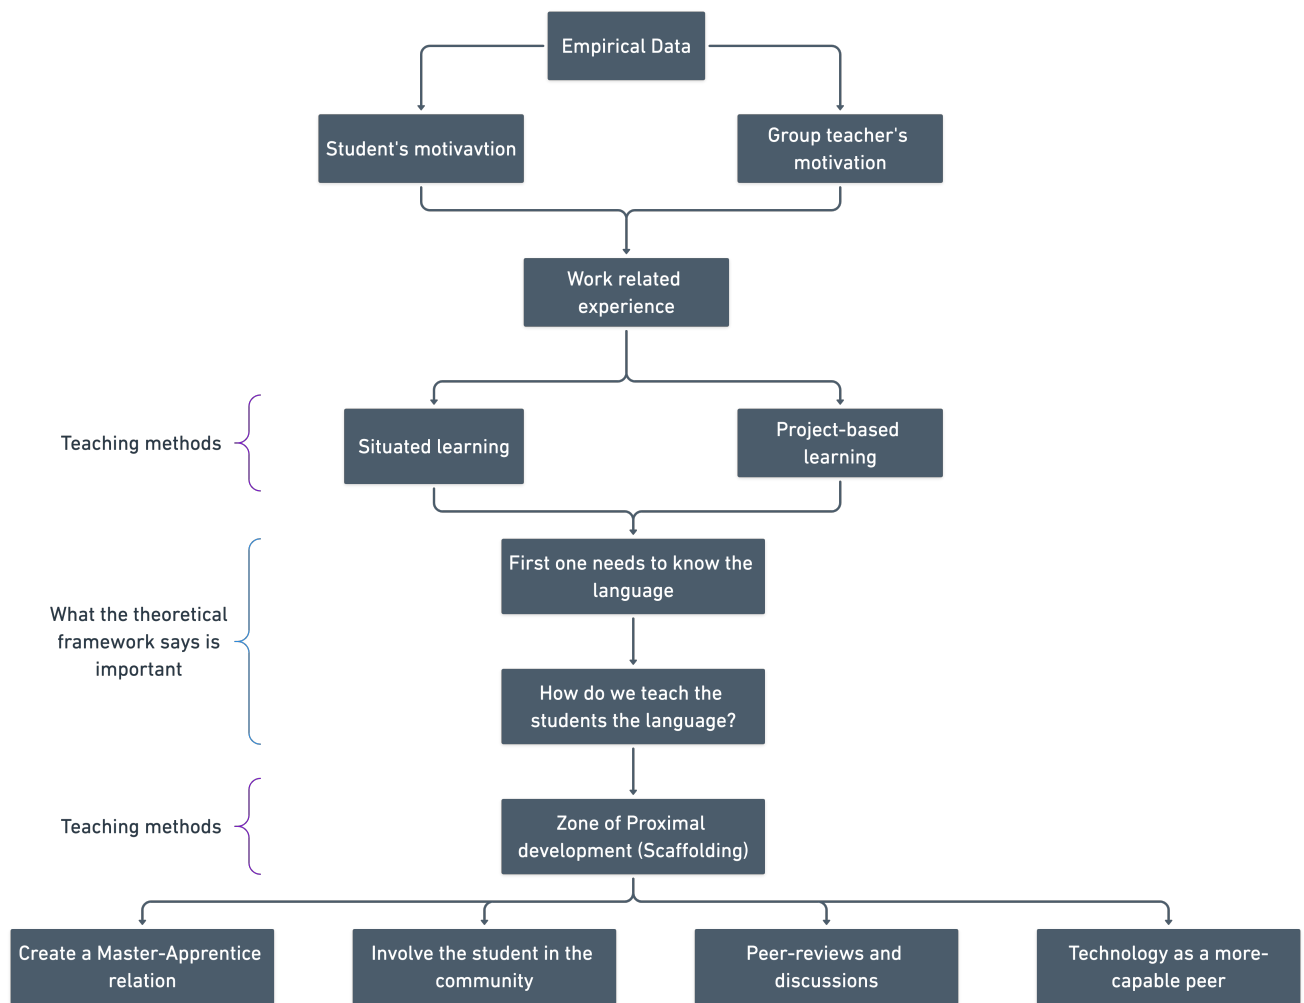 Empirical Data
Student's motivavtion
Group teacher's
motivation
Work related
experience
Teaching methods
Situated learning
Project-based
learning
What the theoretical
framework says is
important
First one needs to know the
language
How do we teach the
students the language?
Teaching methods
Zone of Proximal
development (Scaffolding)
Create a Master-Apprentice
relation
Involve the student in the
community
Peer-reviews and
discussions
Technology as a more-
capable peer